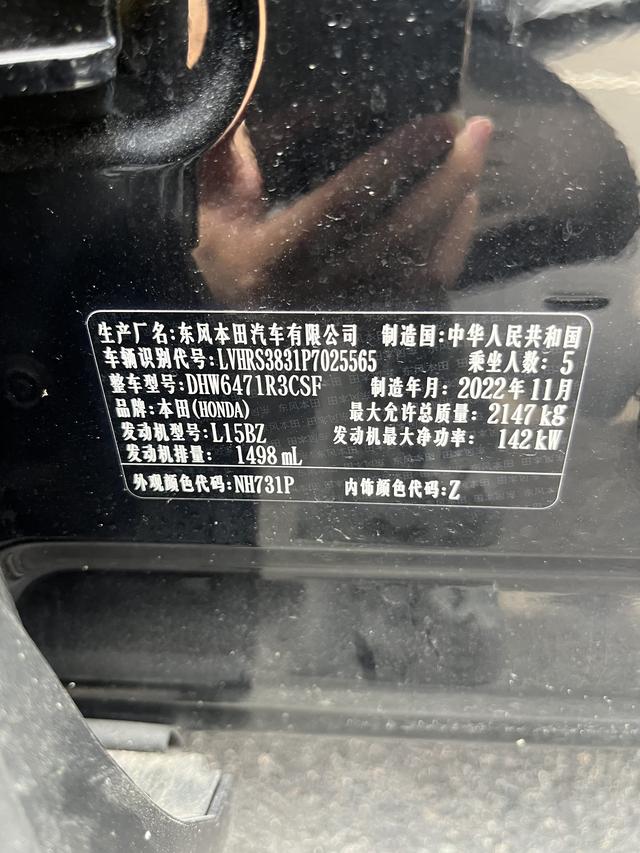 生产厂名:东风本田汽车有限公司 制造国:中华人民共和国
车辆识别代号:LVHRS3831P7025565 乘坐人数: 5
整车型号:DHW6471R3CSF 制造年月: 2022年11月
品牌:本田(HONDA) 最大允许总质量: 2147kg
发动机型号:L15BZ 发动机最大净功率: 142kW
发动机排量: 1498mL
外观颜色代码:NH731P 内饰颜色代码:Z